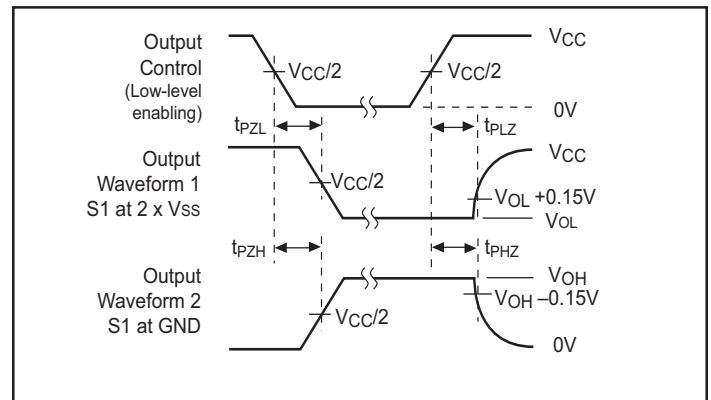 Output
Control
(Low-level
enabling)
VCC/2
VCC/2
VCC
0V
tPZL
tPLZ
Output
Waveform 1
S1 at 2 x VSS
VCC/2
VCC
VOL +0.15V
VOL
tPZH
tPHZ
Output
Waveform 2
S1 at GND
VCC/2
VOH
VOH –0.15V
0V